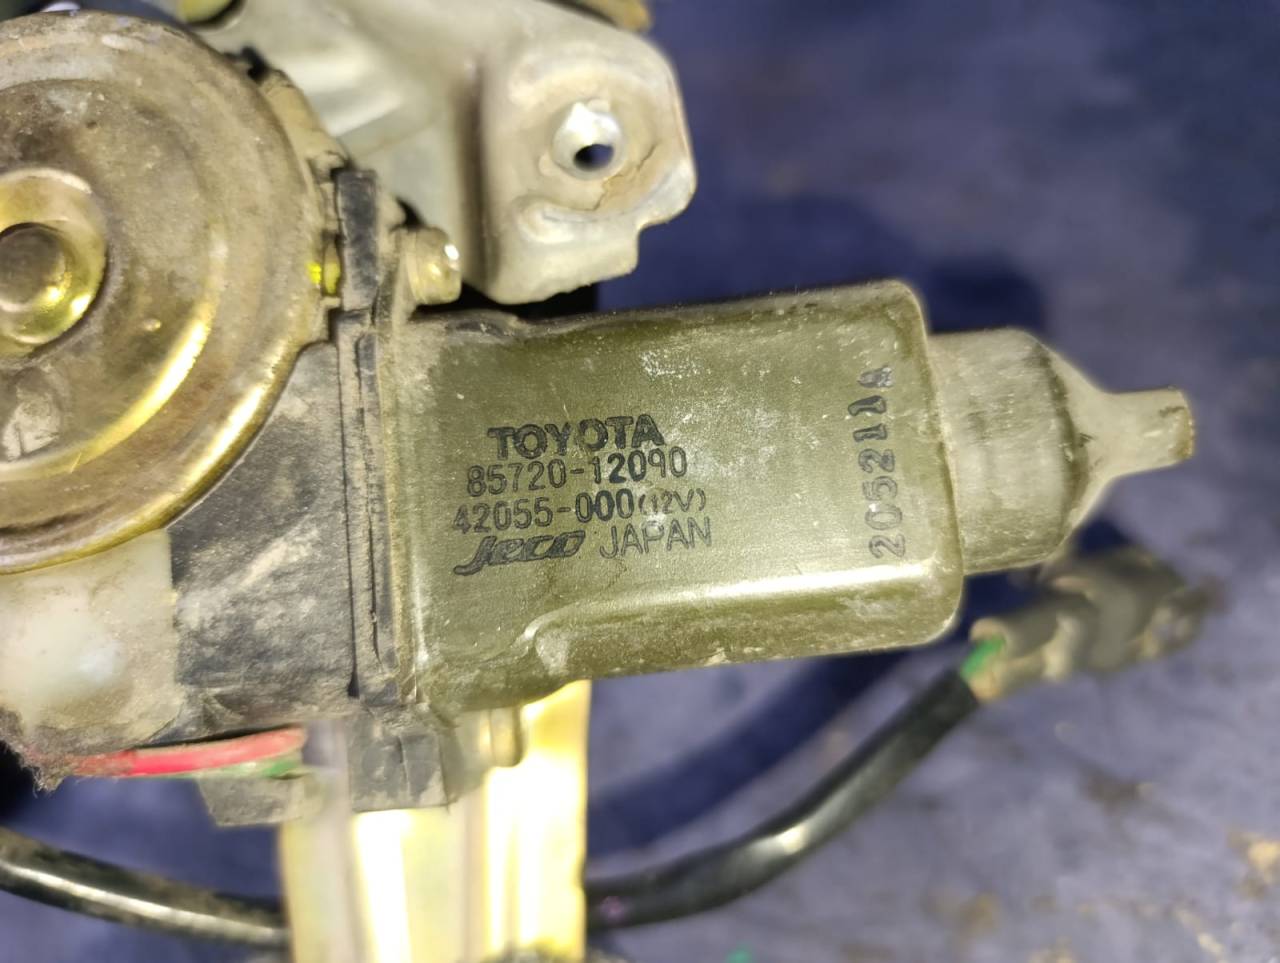 TOYOTA
85720-12090
42055-000(12V)
Jeco JAPAN
205211